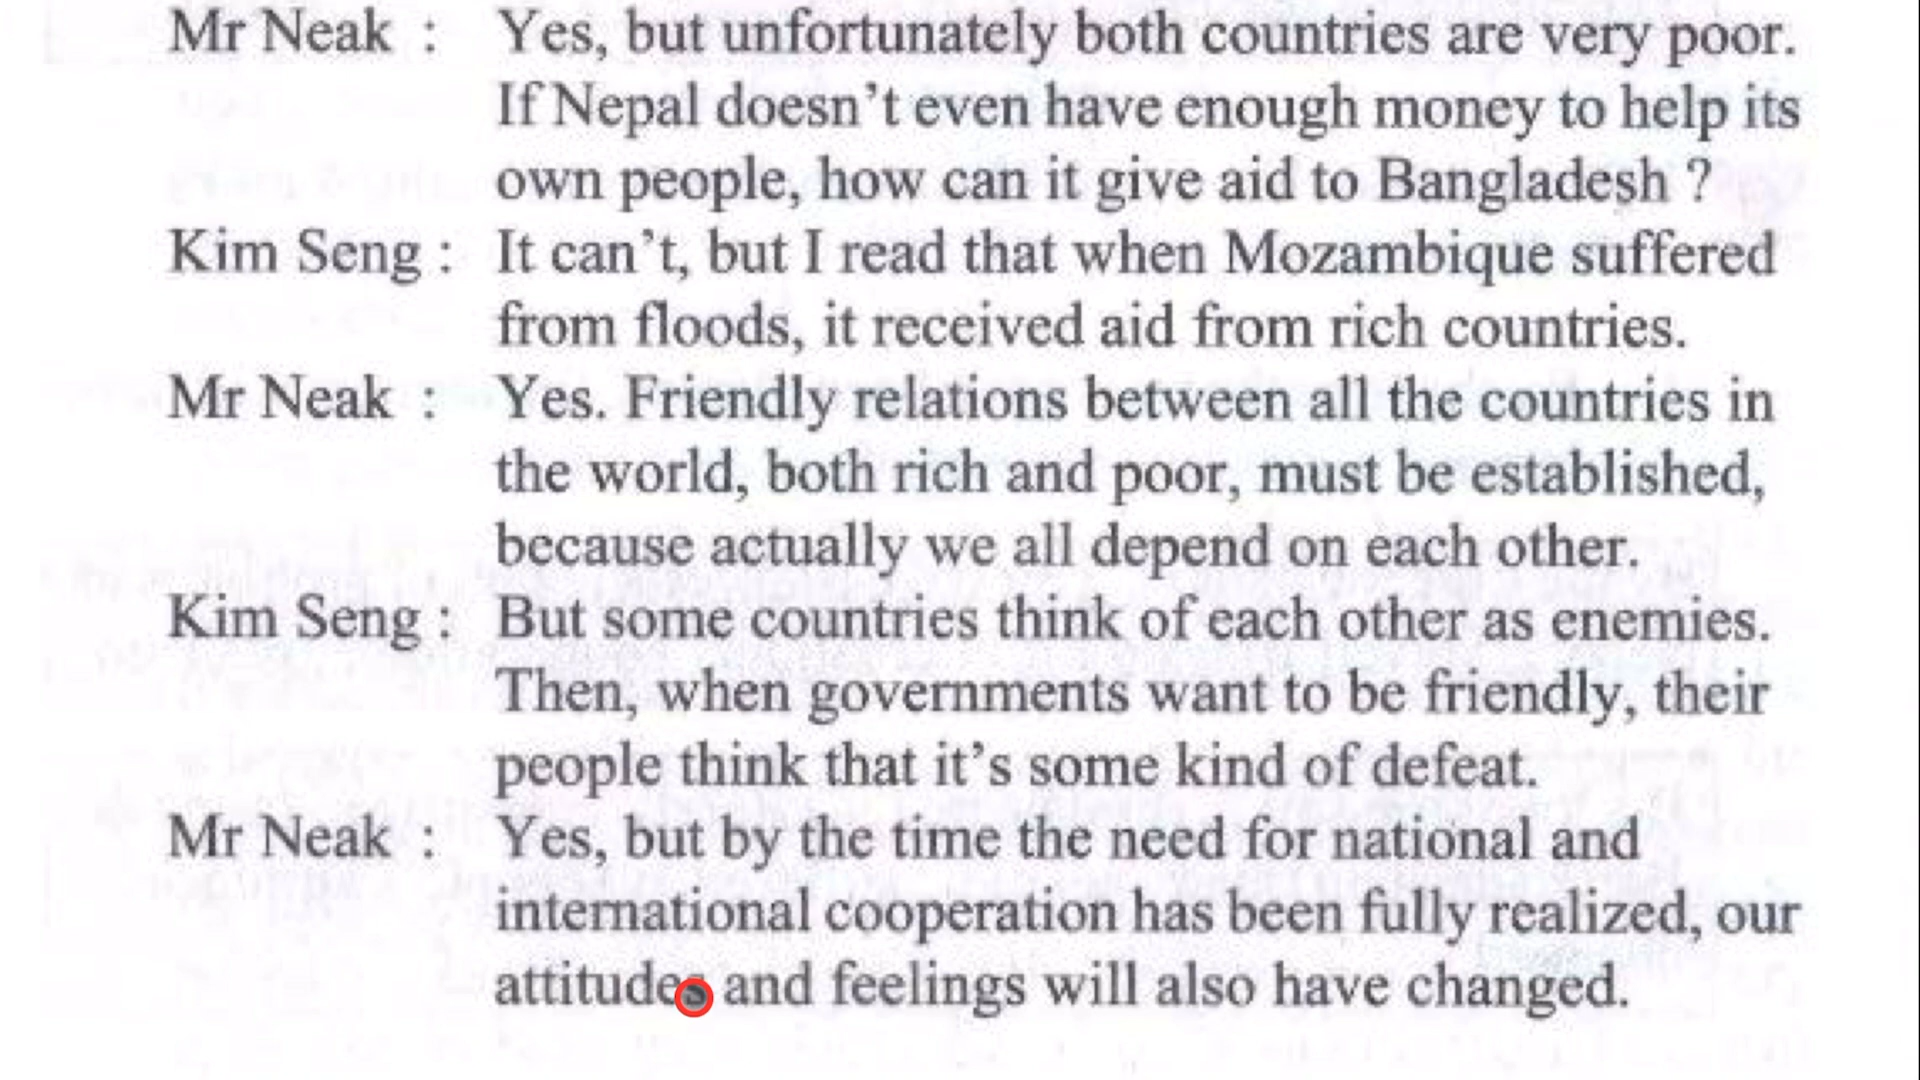 Mr Neak : Yes, but unfortunately both countries are very poor.
If Nepal doesn't even have enough money to help its
own people, how can it give aid to Bangladesh ?
Kim Seng : It can't, but I read that when Mozambique suffered
from floods, it received aid from rich countries.
Mr Neak : Yes. Friendly relations between all the countries in
the world, both rich and poor, must be established,
because actually we all depend on each other.
Kim Seng : But some countries think of each other as enemies.
Then, when governments want to be friendly, their
people think that it's some kind of defeat.
Mr Neak : Yes, but by the time the need for national and
international cooperation has been fully realized, our
attitudes and feelings will also have changed.